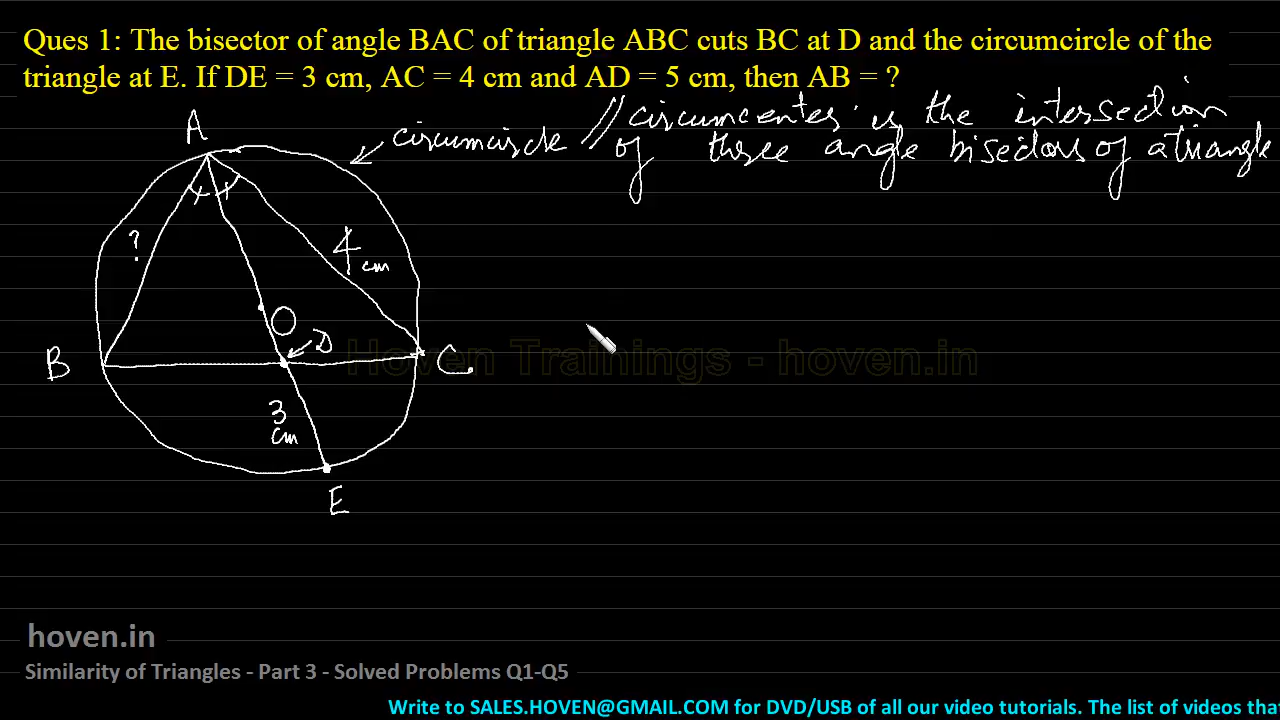 Ques 1: The bisector of angle BAC of triangle ABC cuts BC at D and the circumcircle of the
triangle at E. If DE = 3 cm, AC = 4 cm and AD = 5 cm, then AB = ?
circumcircle // circumcenter is the intersection
of three angle bisectors of a triangle
A
?
4
cm
O
D
B
C.
3
cm
E
Hoven Trainings - hoven.in
hoven.in
Similarity of Triangles - Part 3 - Solved Problems Q1-Q5
Write to SALES.HOVEN@GMAIL.COM for DVD/USB of all our video tutorials. The list of videos tha